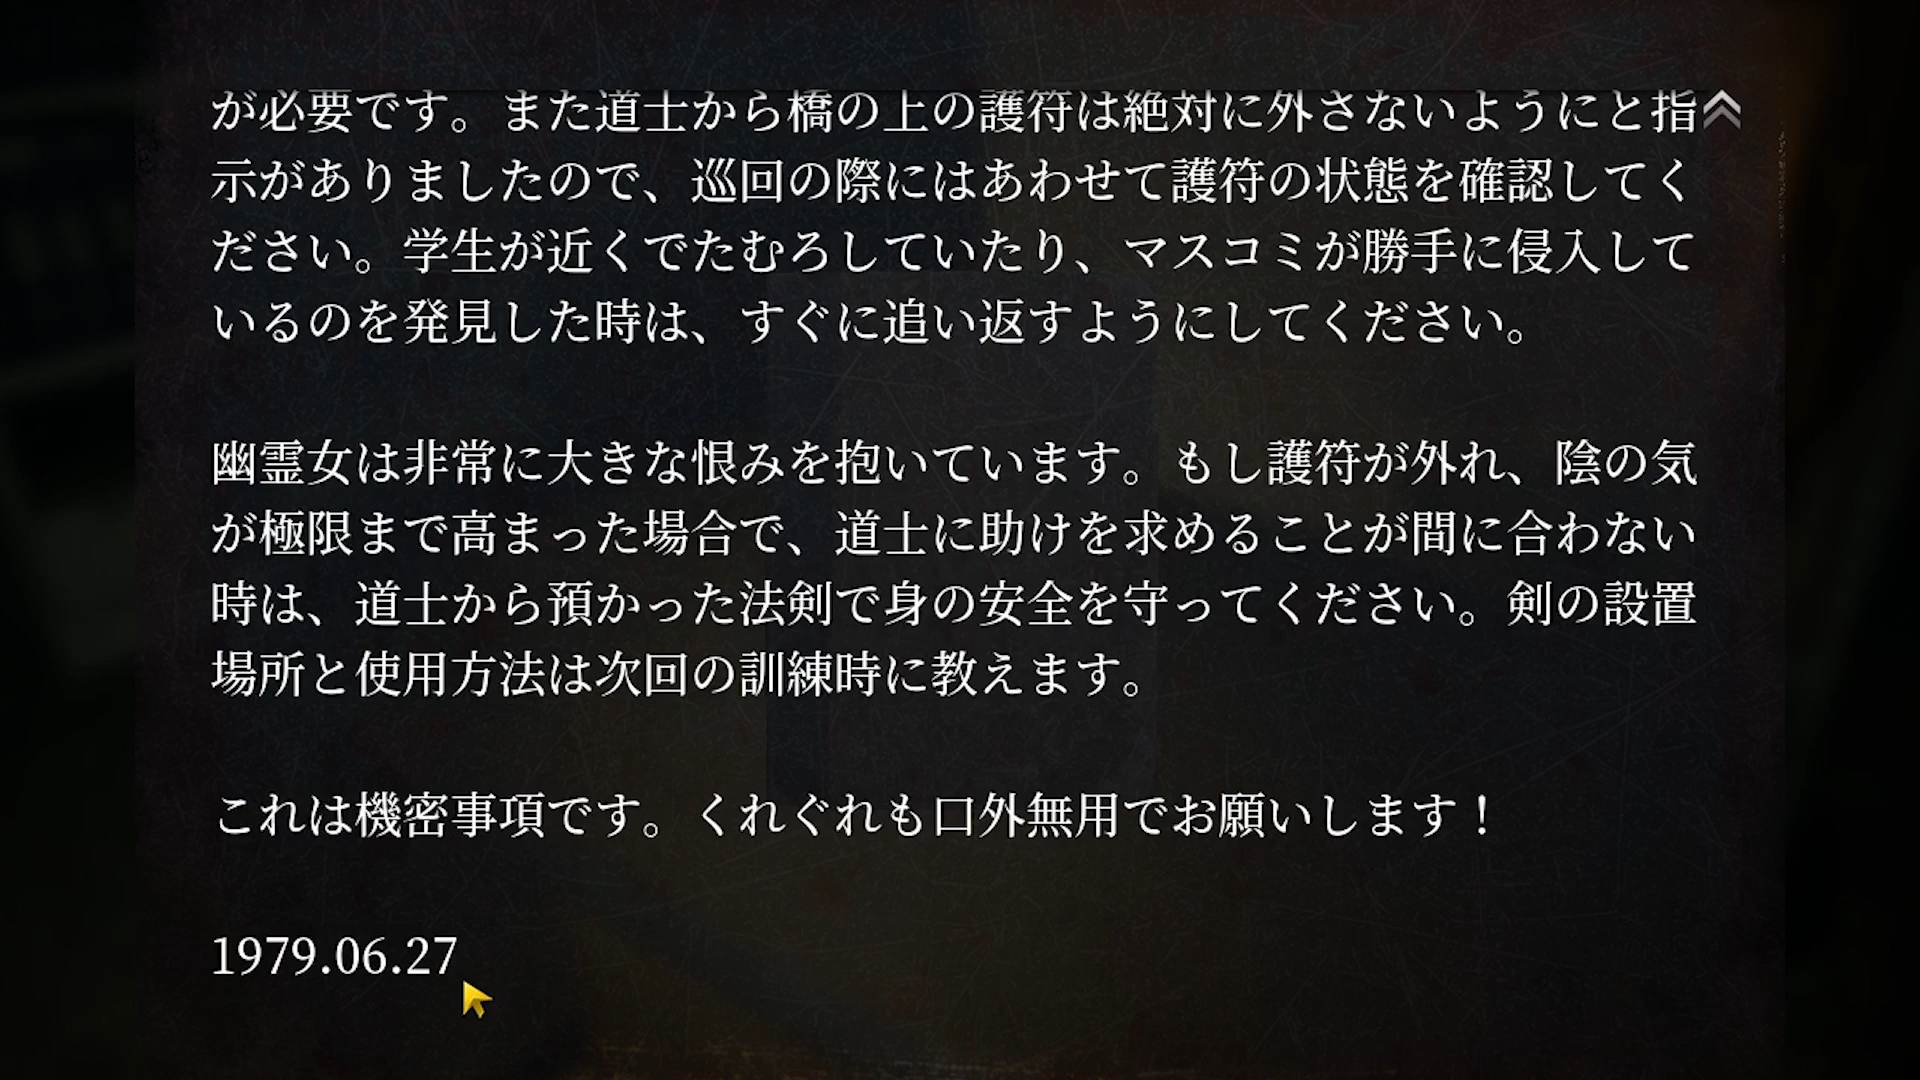 が必要です。また道士から橋の上の護符は絶対に外さないようにと指
示がありましたので、巡回の際にはあわせて護符の状態を確認してく
ださい。学生が近くでたむろしていたり、マスコミが勝手に侵入して
いるのを発見した時は、すぐに追い返すようにしてください。
幽霊女は非常に大きな恨みを抱いています。もし護符が外れ、陰の気
が極限まで高まった場合で、道士に助けを求めることが間に合わない
時は、道士から預かった法剣で身の安全を守ってください。剣の設置
場所と使用方法は次回の訓練時に教えます。
これは機密事項です。くれぐれも口外無用でお願いします！
1979.06.27